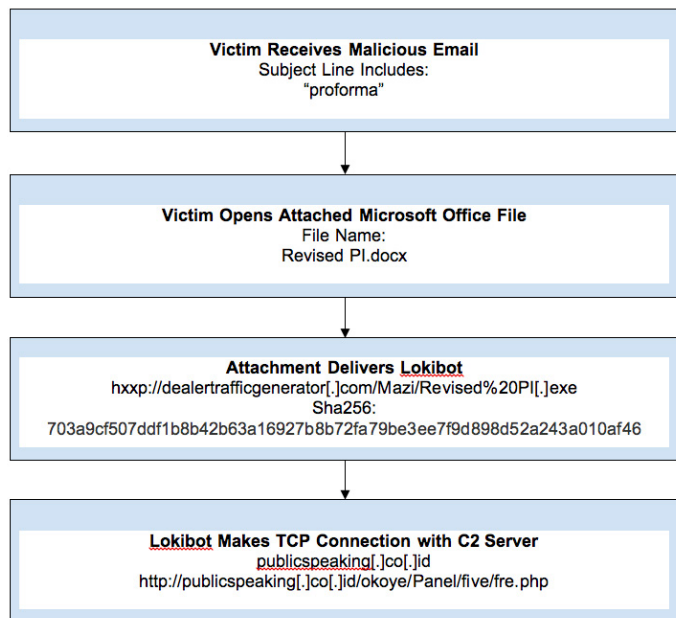 Victim Receives Malicious Email
Subject Line Includes:
“proforma”
Victim Opens Attached Microsoft Office File
File Name:
Revised PI.docx
Attachment Delivers Lokibot
hxxp://dealertrafficgenerator[.]com/Mazi/Revised%20PI[.]exe
Sha256:
703a9cf507ddf1b8b42b63a16927b8b72fa79be3ee7f9d898d52a243a010af46
Lokibot Makes TCP Connection with C2 Server
publicspeaking[.]co[.]id
http://publicspeaking[.]co[.]id/okoye/Panel/five/fre.php